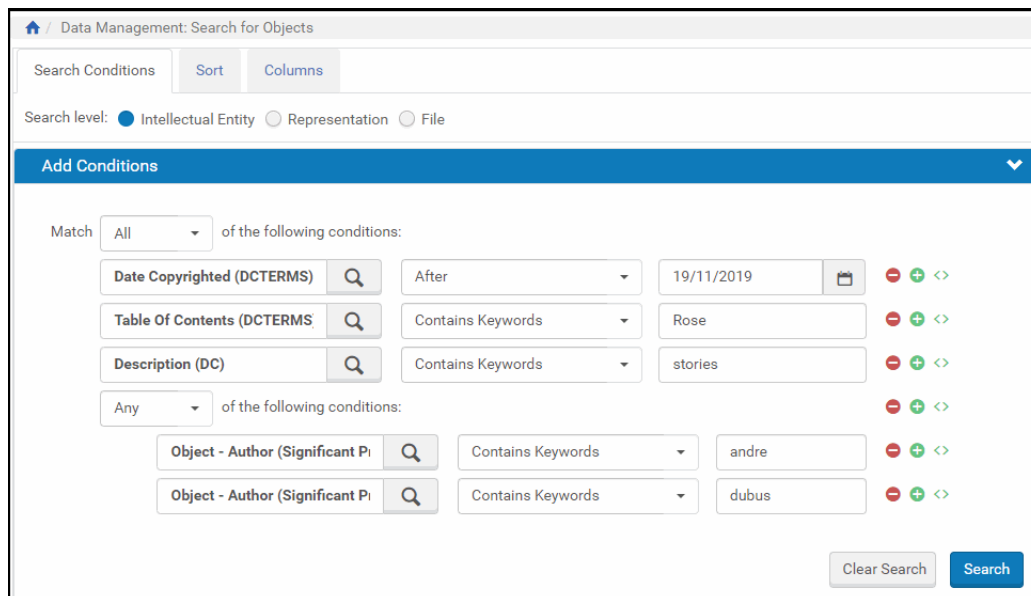 / Data Management: Search for Objects
Search Conditions Sort Columns
Search level: Intellectual Entity Representation File
Add Conditions
Match All of the following conditions:
Date Copyrighted (DCTERMS) After 19/11/2019
Table Of Contents (DCTERMS) Contains Keywords Rose
Description (DC) Contains Keywords stories
Any of the following conditions:
Object - Author (Significant Pr Contains Keywords andre
Object - Author (Significant Pr Contains Keywords dubus
Clear Search Search